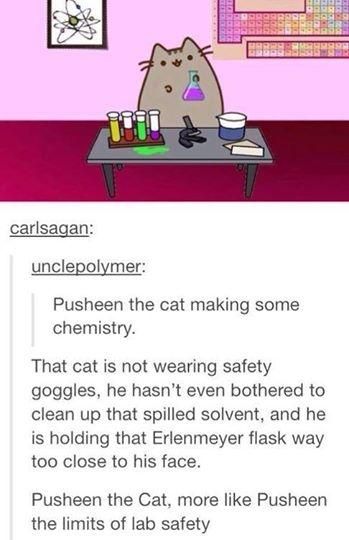 carlsagan:
unclepolymer:
Pusheen the cat making some
chemistry.
That cat is not wearing safety
goggles, he hasn't even bothered to
clean up that spilled solvent, and he
is holding that Erlenmeyer flask way
too close to his face.
Pusheen the Cat, more like Pusheen
the limits of lab safety